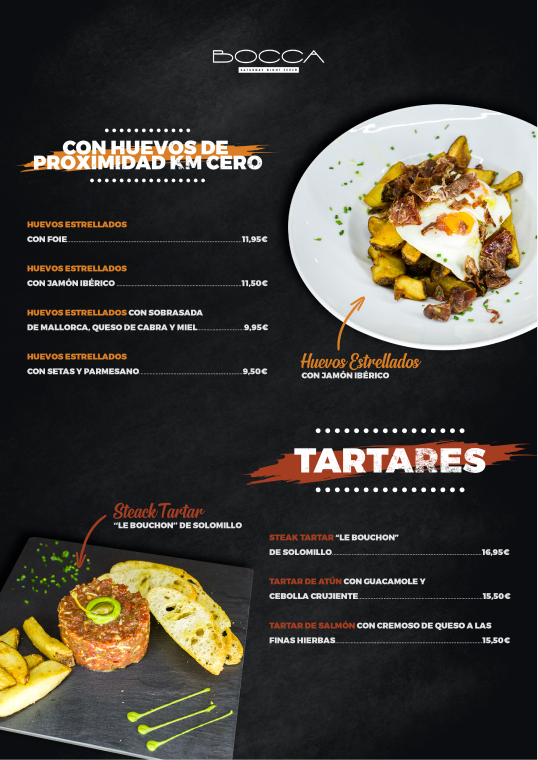 BOCCA
SATURDAY NIGHT FEVER
CON HUEVOS DE
PROXIMIDAD KM CERO
HUEVOS ESTRELLADOS
CON FOIE 11,95€
HUEVOS ESTRELLADOS
CON JAMÓN IBÉRICO 11,50€
HUEVOS ESTRELLADOS CON SOBRASADA
DE MALLORCA, QUESO DE CABRA Y MIEL 9,95€
HUEVOS ESTRELLADOS
CON SETAS Y PARMESANO 9,50€
Huevos Estrellados
CON JAMÓN IBÉRICO
TARTARES
Steack Tartar
"LE BOUCHON" DE SOLOMILLO
STEAK TARTAR "LE BOUCHON"
DE SOLOMILLO 16,95€
TARTAR DE ATÚN CON GUACAMOLE Y
CEBOLLA CRUJIENTE 15,50€
TARTAR DE SALMÓN CON CREMOSO DE QUESO A LAS
FINAS HIERBAS 15,50€